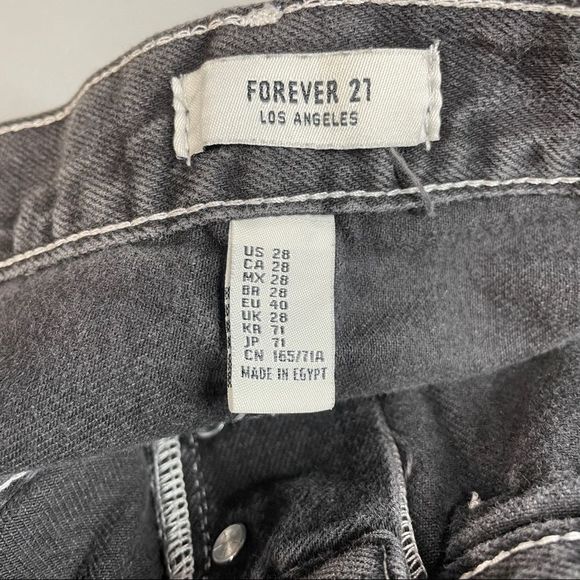 FOREVER 21
LOS ANGELES
US 28
CA 28
MX 28
BR 28
EU 40
UK 28
KR 71
JP 71
CN 165/71A
MADE IN EGYPT